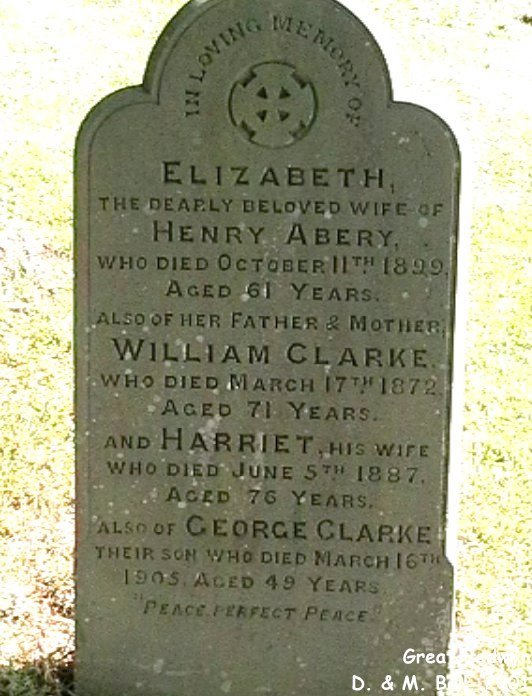 IN LOVING MEMORY OF
ELIZABETH,
THE DEARLY BELOVED WIFE OF
HENRY ABERY,
WHO DIED OCTOBER 11TH 1899,
AGED 61 YEARS.
ALSO OF HER FATHER & MOTHER,
WILLIAM CLARKE,
WHO DIED MARCH 17TH 1872
AGED 71 YEARS.
AND HARRIET, HIS WIFE
WHO DIED JUNE 5TH 1887,
AGED 76 YEARS.
ALSO OF GEORGE CLARKE
THEIR SON WHO DIED MARCH 16TH
1905, AGED 49 YEARS
"PEACE, PERFECT PEACE."
Great
D. & M.